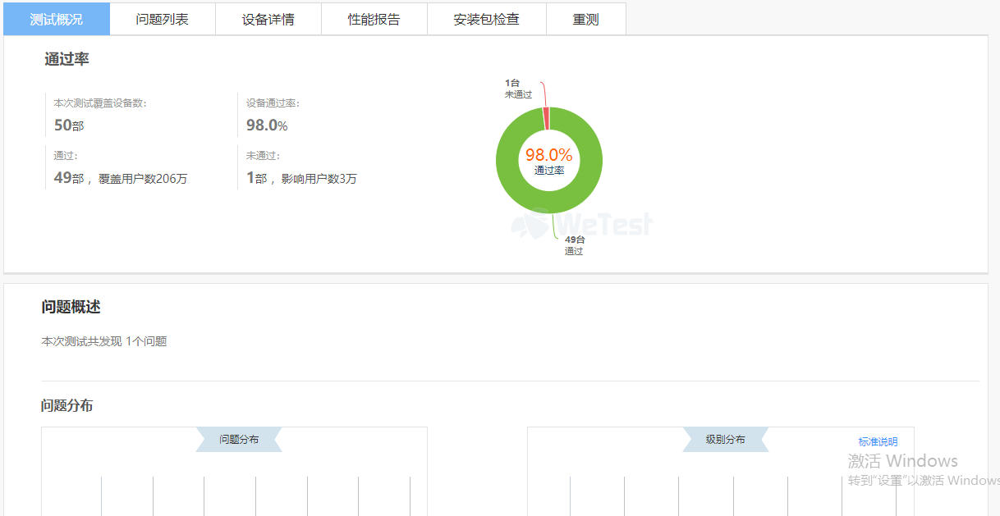 测试概况 问题列表 设备详情 性能报告 安装包检查 重测
通过率
本次测试覆盖设备数:
50部
设备通过率:
98.0%
通过:
49部，覆盖用户数206万
未通过:
1部，影响用户数3万
1台
未通过
98.0%
通过率
WeTest
49台
通过
问题概述
本次测试共发现 1个问题
问题分布
问题分布
级别分布
标准说明
激活 Windows
转到"设置"以激活 Windows